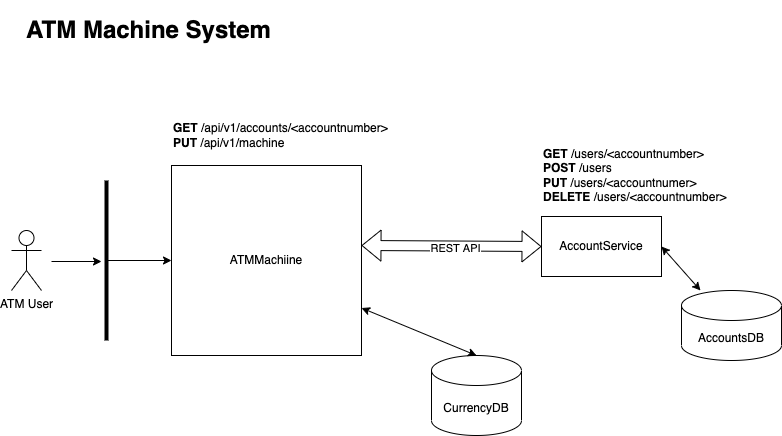 ATM Machine System
GET /api/v1/accounts/<accountnumber>
PUT /api/v1/machine
GET /users/<accountnumber>
POST /users
PUT /users/<accountnumer>
DELETE /users/<accountnumber>
ATMMachiine
REST API
AccountService
ATM User
AccountsDB
CurrencyDB